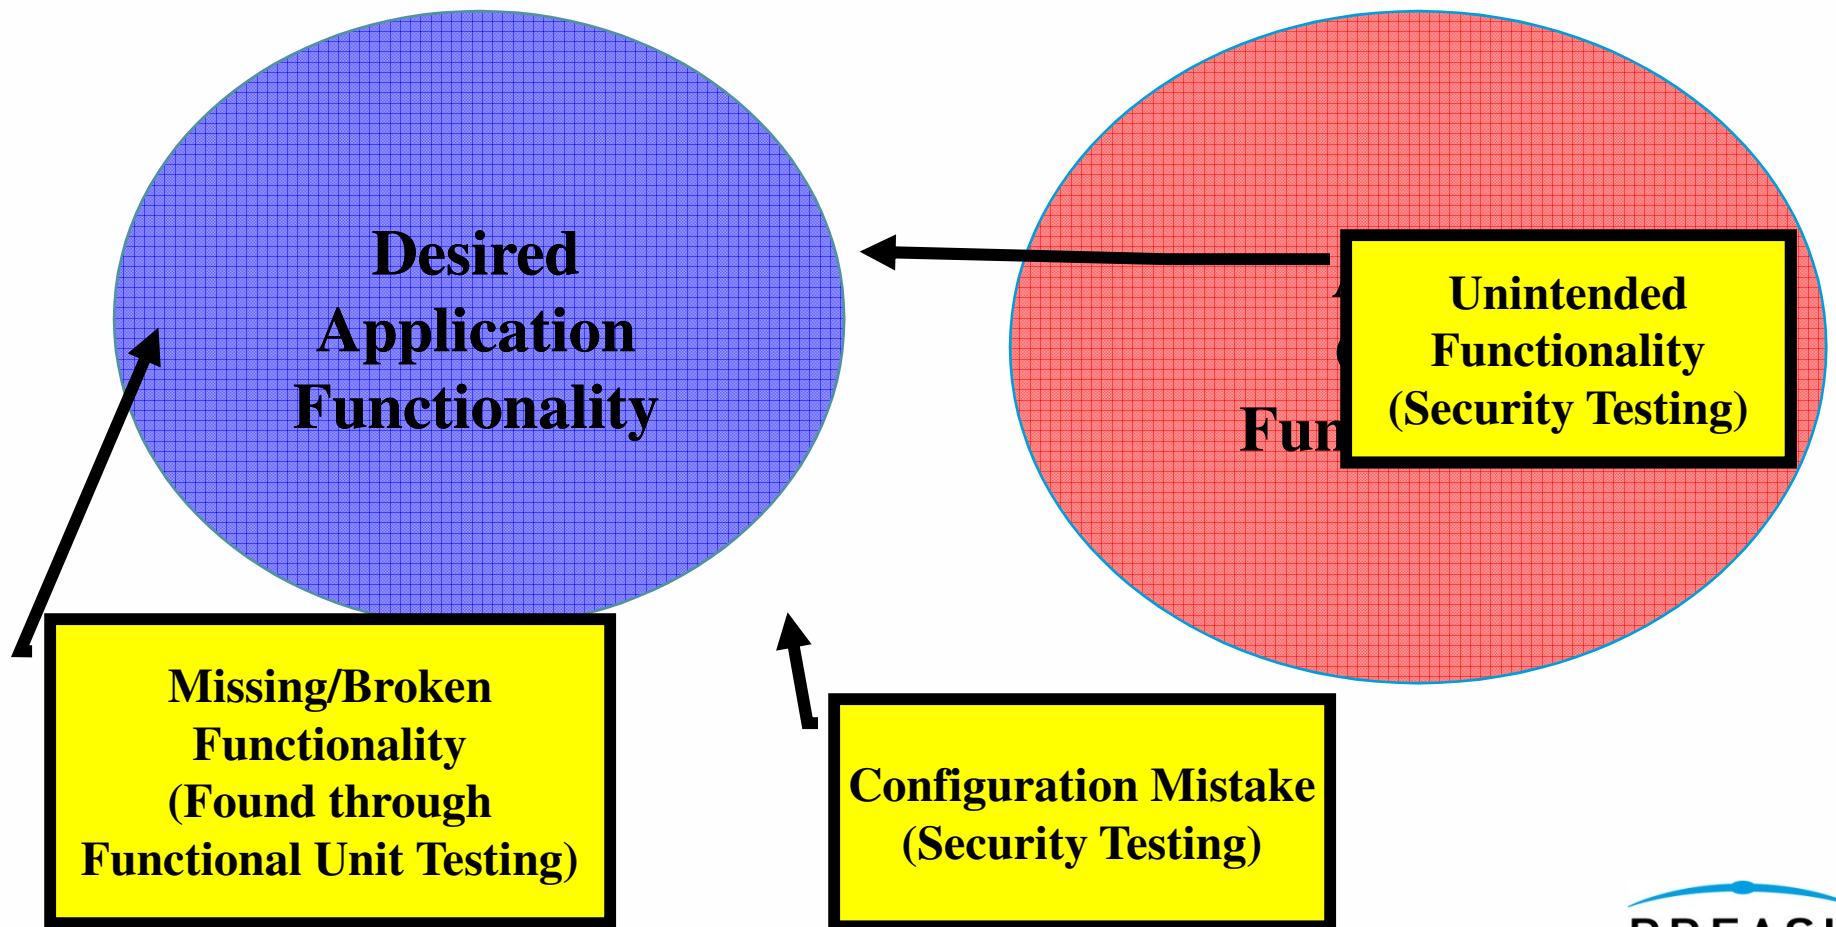 Desired
Application
Functionality
Unintended
Functionality
(Security Testing)
Missing/Broken
Functionality
(Found through
Functional Unit Testing)
Configuration Mistake
(Security Testing)